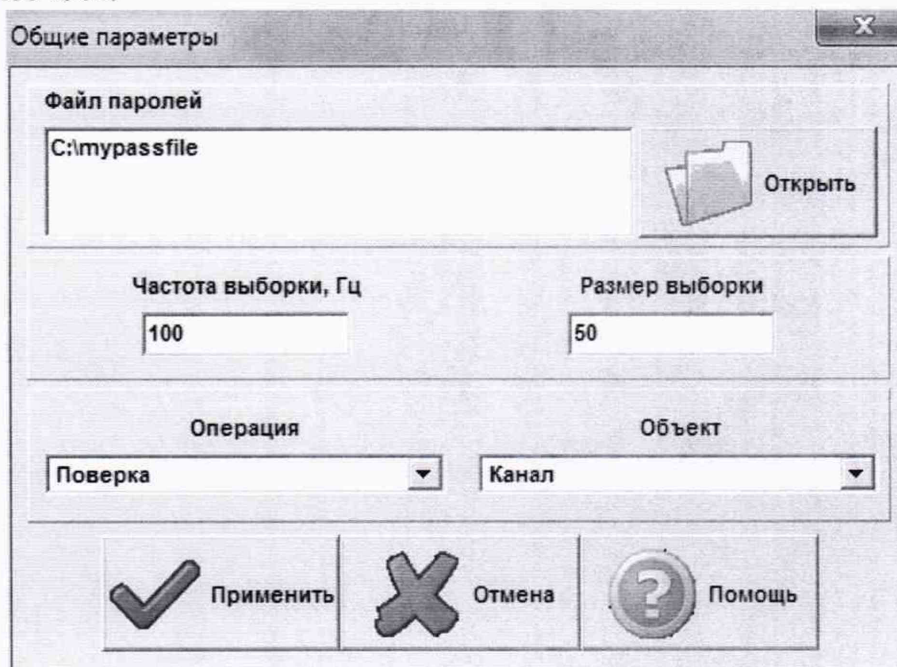 Общие параметры
Файл паролей
C:\mypassfile
Открыть
Частота выборки, Гц
Размер выборки
100
50
Операция
Объект
Поверка
Канал
Применить
Отмена
Помощь